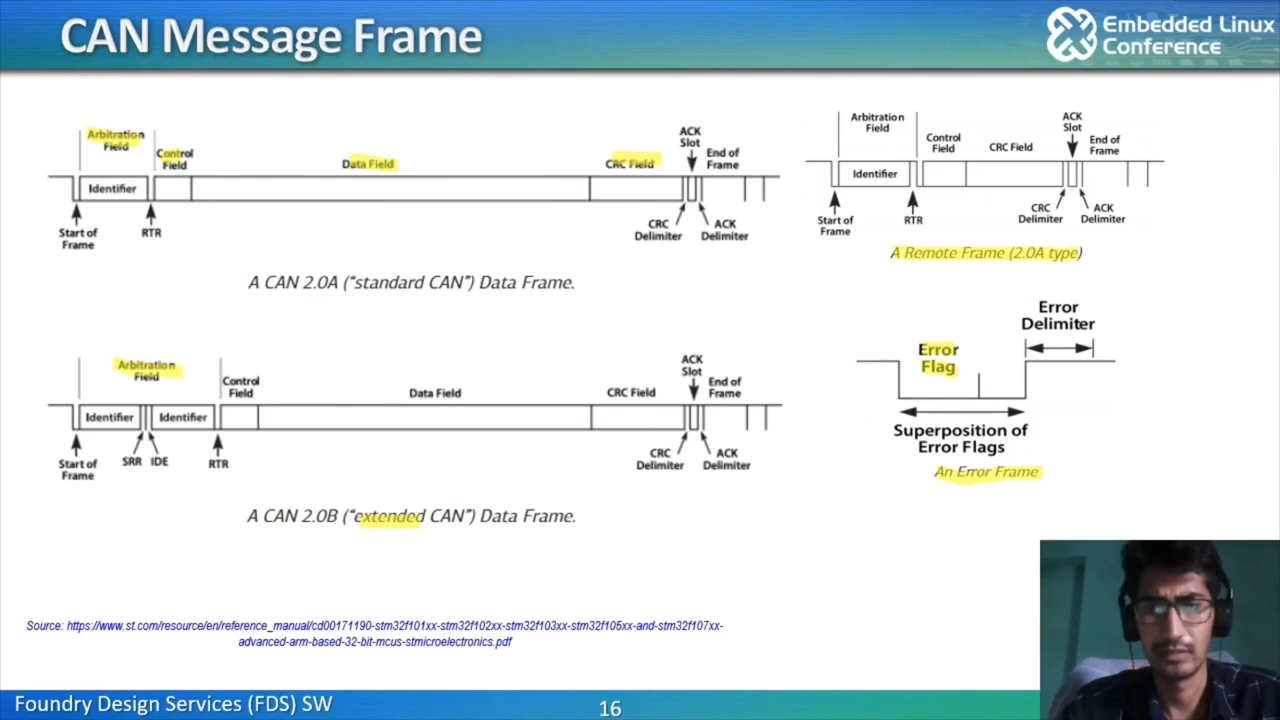 CAN Message Frame
Embedded Linux
Conference
Arbitration
Field
Control
Field
Data Field
CRC Field
ACK
Slot
End of
Frame
Identifier
Start of
Frame
RTR
CRC
Delimiter
ACK
Delimiter
A CAN 2.0A (“standard CAN”) Data Frame.
Arbitration
Field
Control
Field
CRC Field
ACK
Slot
End of
Frame
Identifier
Start of
Frame
RTR
CRC
Delimiter
ACK
Delimiter
A Remote Frame (2.0A type)
Arbitration
Field
Control
Field
Data Field
CRC Field
ACK
Slot
End of
Frame
Identifier
Identifier
Start of
Frame
SRR
IDE
RTR
CRC
Delimiter
ACK
Delimiter
A CAN 2.0B (“extended CAN”) Data Frame.
Error
Delimiter
Error
Flag
Superposition of
Error Flags
An Error Frame
Source: https://www.st.com/resource/en/reference_manual/cd00171190-stm32f101xx-stm32f102xx-stm32f103xx-stm32f105xx-and-stm32f107xx-
advanced-arm-based-32-bit-mcus-stmicroelectronics.pdf
Foundry Design Services (FDS) SW
16